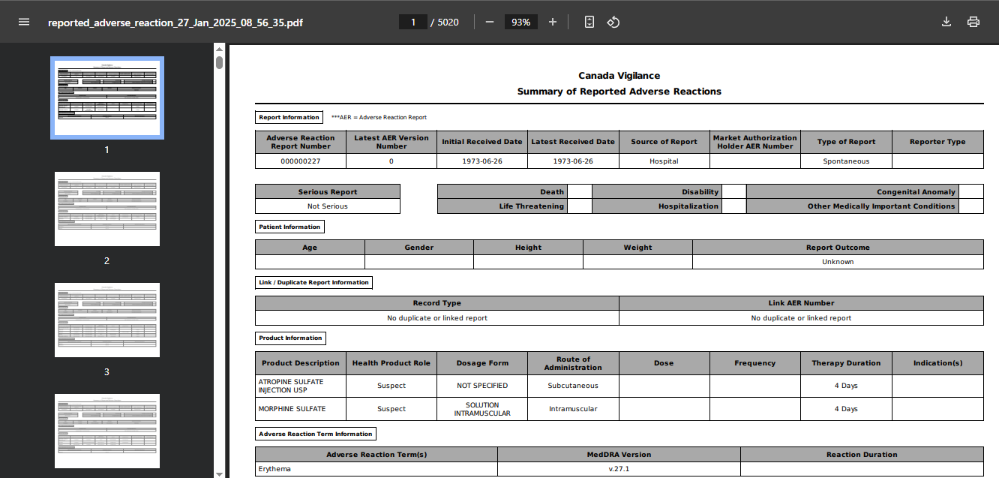 reported_adverse_reaction_27_Jan_2025_08_56_35.pdf
1 / 5020
93%
1
2
3
Canada Vigilance
Summary of Reported Adverse Reactions
Report Information ***AER = Adverse Reaction Report
Adverse Reaction Report Number Latest AER Version Number Initial Received Date Latest Received Date Source of Report Market Authorization Holder AER Number Type of Report Reporter Type
000000227 0 1973-06-26 1973-06-26 Hospital Spontaneous
Serious Report Death Disability Congenital Anomaly
Not Serious Life Threatening Hospitalization Other Medically Important Conditions
Patient Information
Age Gender Height Weight Report Outcome
Unknown
Link / Duplicate Report Information
Record Type Link AER Number
No duplicate or linked report No duplicate or linked report
Product Information
Product Description Health Product Role Dosage Form Route of Administration Dose Frequency Therapy Duration Indication(s)
ATROPINE SULFATE INJECTION USP Suspect NOT SPECIFIED Subcutaneous 4 Days
MORPHINE SULFATE Suspect SOLUTION INTRAMUSCULAR Intramuscular 4 Days
Adverse Reaction Term Information
Adverse Reaction Term(s) MedDRA Version Reaction Duration
Erythema v.27.1